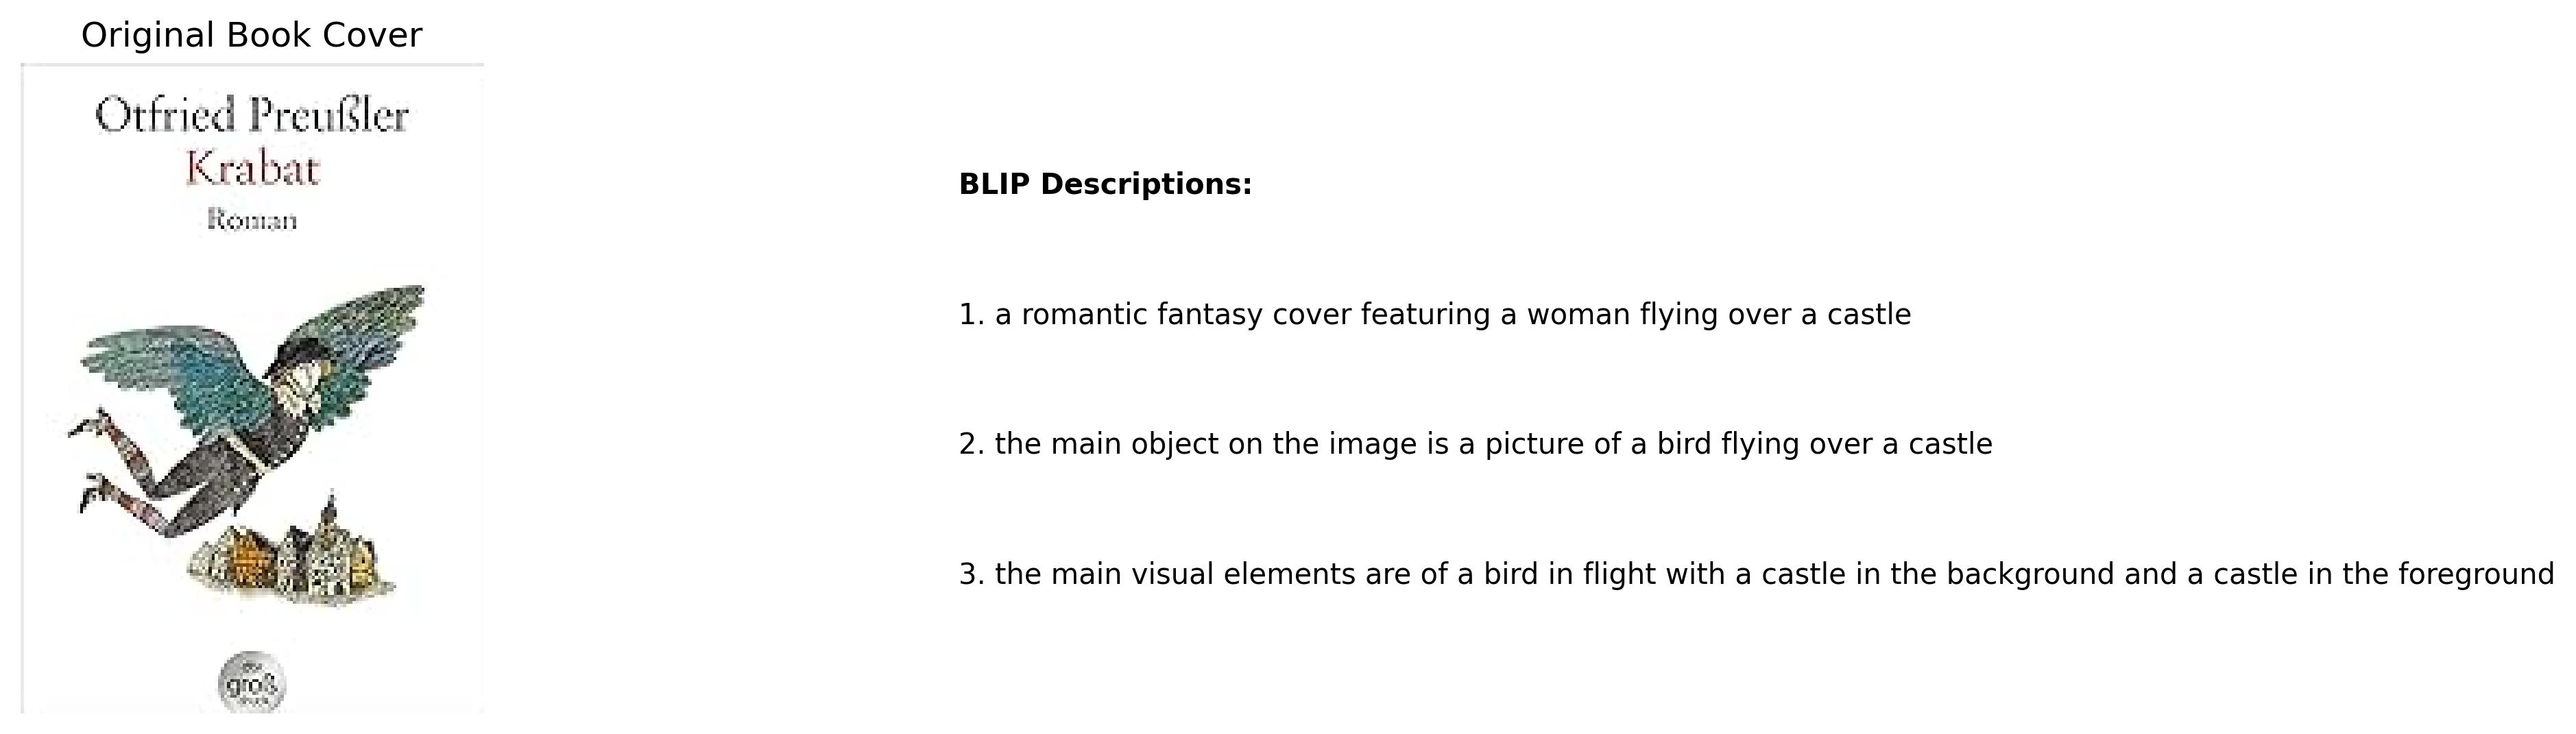 Original Book Cover
Otfried Preußler
Krabat
Roman
groß
BLIP Descriptions:
1. a romantic fantasy cover featuring a woman flying over a castle
2. the main object on the image is a picture of a bird flying over a castle
3. the main visual elements are of a bird in flight with a castle in the background and a castle in the foreground